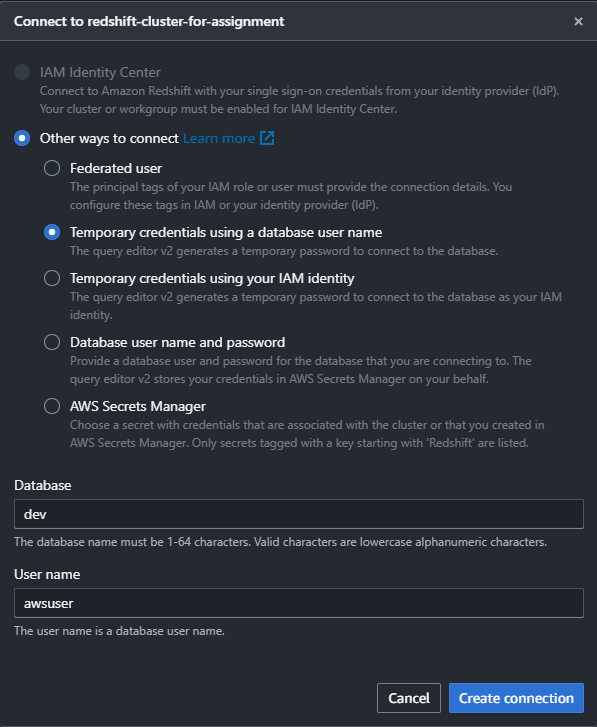 Connect to redshift-cluster-for-assignment
IAM Identity Center
Connect to Amazon Redshift with your single sign-on credentials from your identity provider (IdP).
Your cluster or workgroup must be enabled for IAM Identity Center.
Other ways to connect Learn more
Federated user
The principal tags of your IAM role or user must provide the connection details. You
configure these tags in IAM or your identity provider (IdP).
Temporary credentials using a database user name
The query editor v2 generates a temporary password to connect to the database.
Temporary credentials using your IAM identity
The query editor v2 generates a temporary password to connect to the database as your IAM
identity.
Database user name and password
Provide a database user and password for the database that you are connecting to. The
query editor v2 stores your credentials in AWS Secrets Manager on your behalf.
AWS Secrets Manager
Choose a secret with credentials that are associated with the cluster or that you created in
AWS Secrets Manager. Only secrets tagged with a key starting with 'Redshift' are listed.
Database
dev
The database name must be 1-64 characters. Valid characters are lowercase alphanumeric characters.
User name
awsuser
The user name is a database user name.
Cancel Create connection